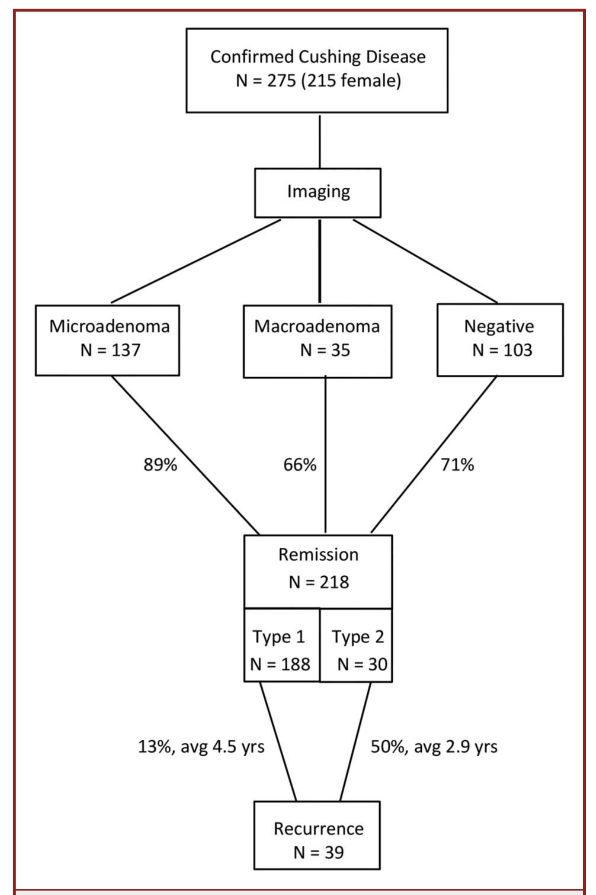 Confirmed Cushing Disease
N = 275 (215 female)
Imaging
Microadenoma
N = 137
Macroadenoma
N = 35
Negative
N = 103
89%
66%
71%
Remission
N = 218
Type 1
N = 188
Type 2
N = 30
13%, avg 4.5 yrs
50%, avg 2.9 yrs
Recurrence
N = 39